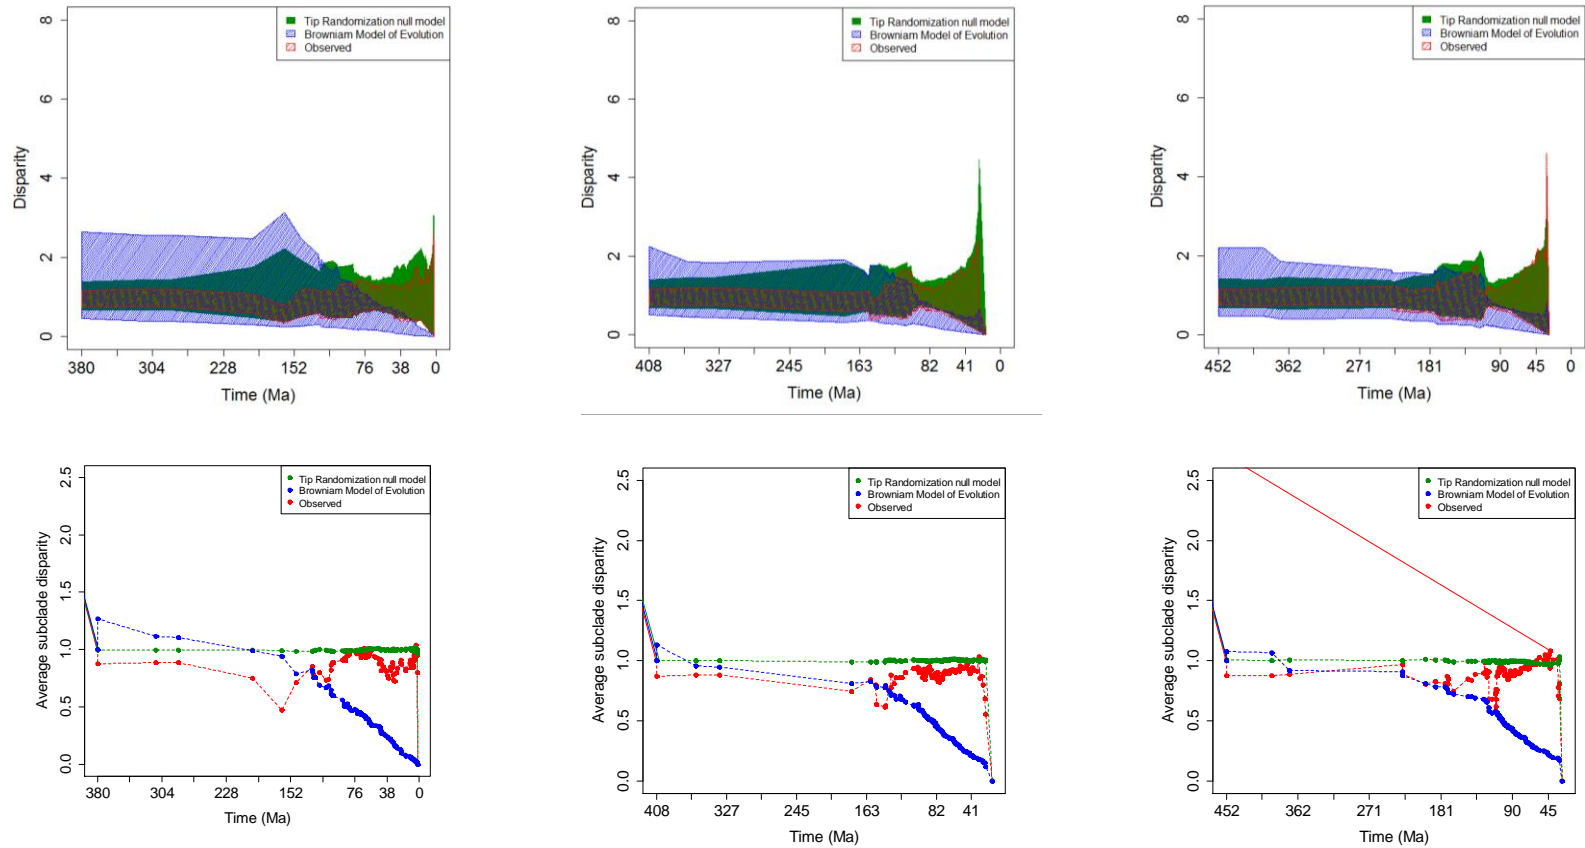 Tip Randomization null model
Browniam Model of Evolution
Observed
Disparity
8
6
4
2
0
380 304 228 152 76 38 0
Time (Ma)
Tip Randomization null model
Browniam Model of Evolution
Observed
Disparity
8
6
4
2
0
408 327 245 163 82 41 0
Time (Ma)
Tip Randomization null model
Browniam Model of Evolution
Observed
Disparity
8
6
4
2
0
452 362 271 181 90 45 0
Time (Ma)
Tip Randomization null model
Browniam Model of Evolution
Observed
Average subclade disparity
2.5
2.0
1.5
1.0
0.5
0.0
380 304 228 152 76 38 0
Time (Ma)
Tip Randomization null model
Browniam Model of Evolution
Observed
Average subclade disparity
2.5
2.0
1.5
1.0
0.5
0.0
408 327 245 163 82 41
Time (Ma)
Tip Randomization null model
Browniam Model of Evolution
Observed
Average subclade disparity
2.5
2.0
1.5
1.0
0.5
0.0
452 362 271 181 90 45
Time (Ma)